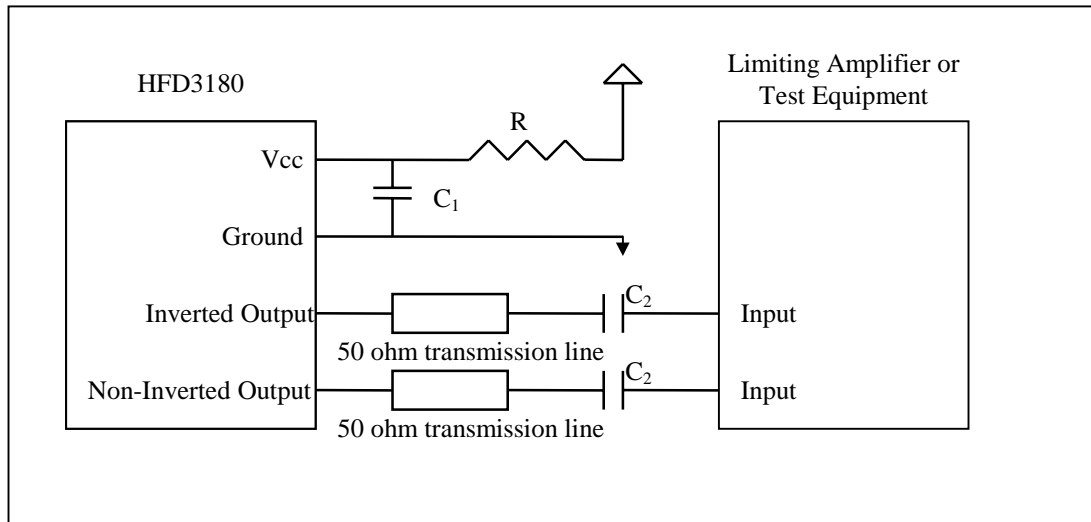 HFD3180
Limiting Amplifier or
Test Equipment
R
Vcc
C₁
Ground
C₂
Inverted Output
Input
50 ohm transmission line
C₂
Non-Inverted Output
Input
50 ohm transmission line